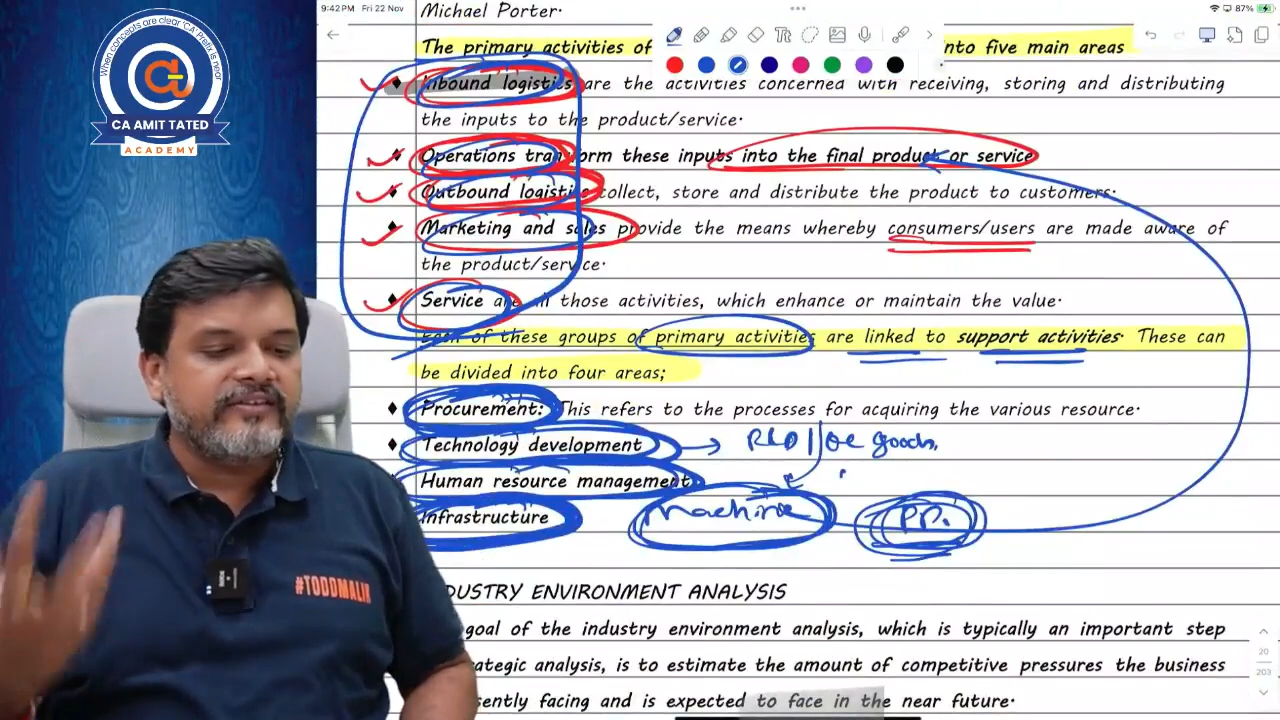 9:42 PM Fri 22 Nov
87%
When concepts are clear 'CA' Prefix is near
CA AMIT TATED
ACADEMY
Michael Porter.
The primary activities of into five main areas
Inbound logistics are the activities concerned with receiving, storing and distributing
the inputs to the product/service.
Operations transform these inputs into the final product or service
Outbound logistics collect, store and distribute the product to customers.
Marketing and sales provide the means whereby consumers/users are made aware of
the product/service.
Service are all those activities, which enhance or maintain the value.
Each of these groups of primary activities are linked to support activities. These can
be divided into four areas;
Procurement: This refers to the processes for acquiring the various resource.
Technology development → R&D
goods
Human resource management
Infrastructure
Machine
PP.
#TODDMALIK
INDUSTRY ENVIRONMENT ANALYSIS
goal of the industry environment analysis, which is typically an important step
strategic analysis, is to estimate the amount of competitive pressures the business
presently facing and is expected to face in the near future.
20
203